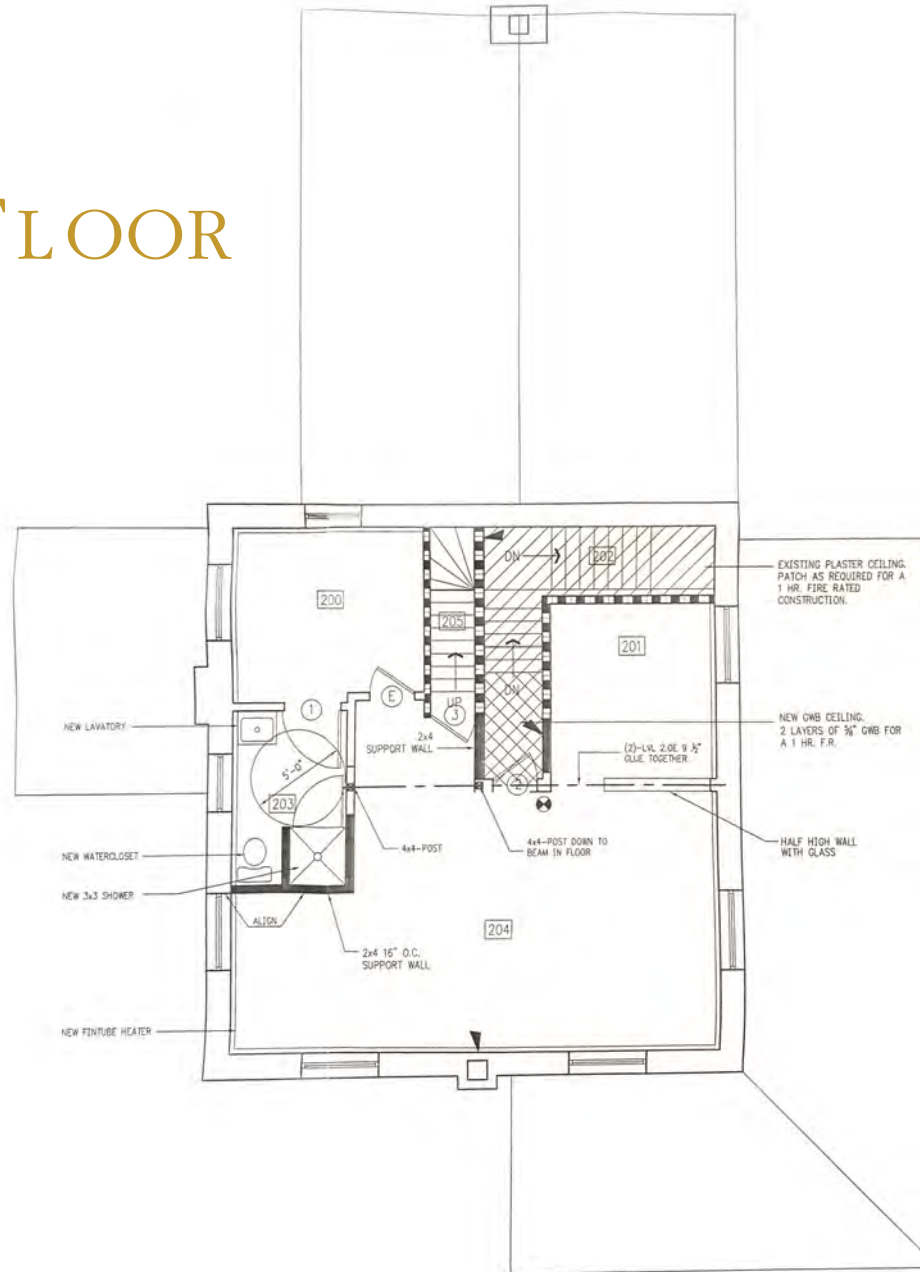 FLOOR
200
DN
202
EXISTING PLASTER CEILING.
PATCH AS REQUIRED FOR A
1 HR. FIRE RATED
CONSTRUCTION.
205
201
1
E
UP
3
DN
NEW LAVATORY
2x4
SUPPORT WALL
NEW GWB CEILING.
2 LAYERS OF ⅝" GWB FOR
A 1 HR. F.R.
(2)-LVL 2.0E 9 ½"
GLUE TOGETHER
5'-0"
203
2
4x4-POST
4x4-POST DOWN TO
BEAM IN FLOOR
HALF HIGH WALL
WITH GLASS
NEW WATERCLOSET
NEW 3x3 SHOWER
ALIGN
204
2x4 16" O.C.
SUPPORT WALL
NEW FINTUBE HEATER